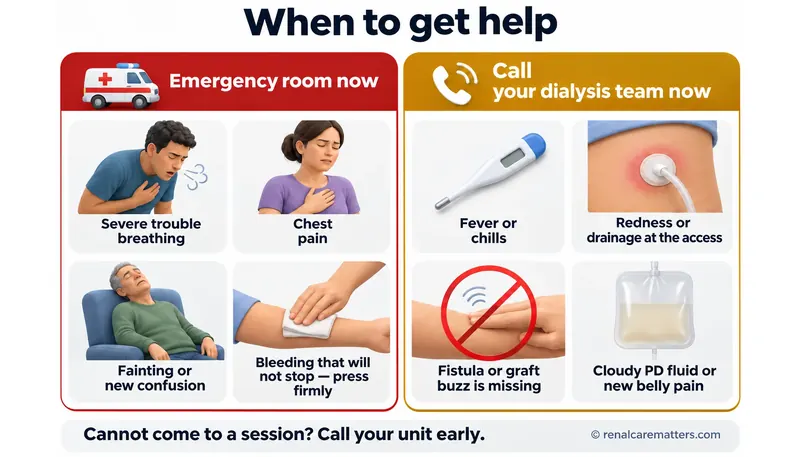 When to get help
Emergency room now
Severe trouble
breathing
Chest
pain
Fainting or
new confusion
Bleeding that will
not stop — press
firmly
Call
your dialysis team now
Fever or
chills
Redness or
drainage at the access
Fistula or graft
buzz is missing
Cloudy PD fluid or
new belly pain
Cannot come to a session? Call your unit early.
© renalcarematters.com